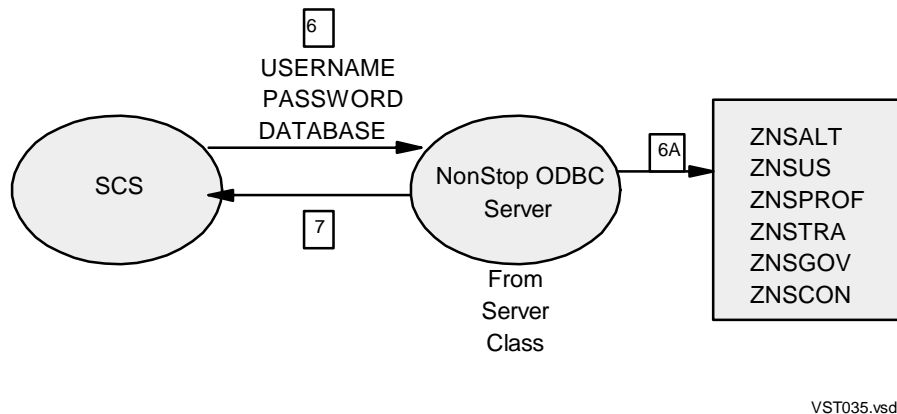 6
USERNAME
PASSWORD
DATABASE
SCS
NonStop ODBC
Server
6A
ZNSALT
ZNSUS
ZNSPROF
ZNSTRA
ZNSGOV
ZNSCON
7
From
Server
Class
VST035.vsd